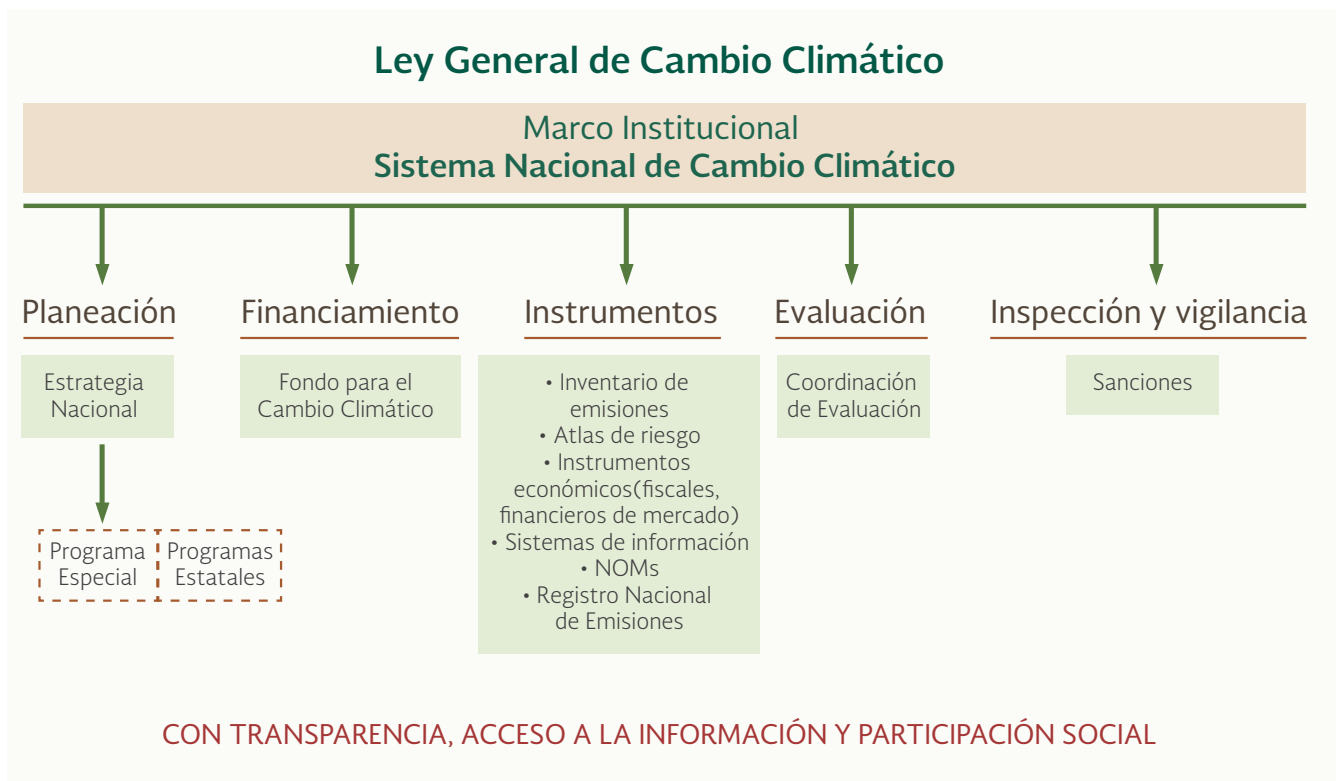 Ley General de Cambio Climático
Marco Institucional
Sistema Nacional de Cambio Climático
Planeación
Estrategia
Nacional
Programa
Especial
Programas
Estatales
Financiamiento
Fondo para el
Cambio Climático
Instrumentos
• Inventario de
emisiones
• Atlas de riesgo
• Instrumentos
económicos(fiscales,
financieros de mercado)
• Sistemas de información
• NOMs
• Registro Nacional
de Emisiones
Evaluación
Coordinación
de Evaluación
Inspección y vigilancia
Sanciones
CON TRANSPARENCIA, ACCESO A LA INFORMACIÓN Y PARTICIPACIÓN SOCIAL